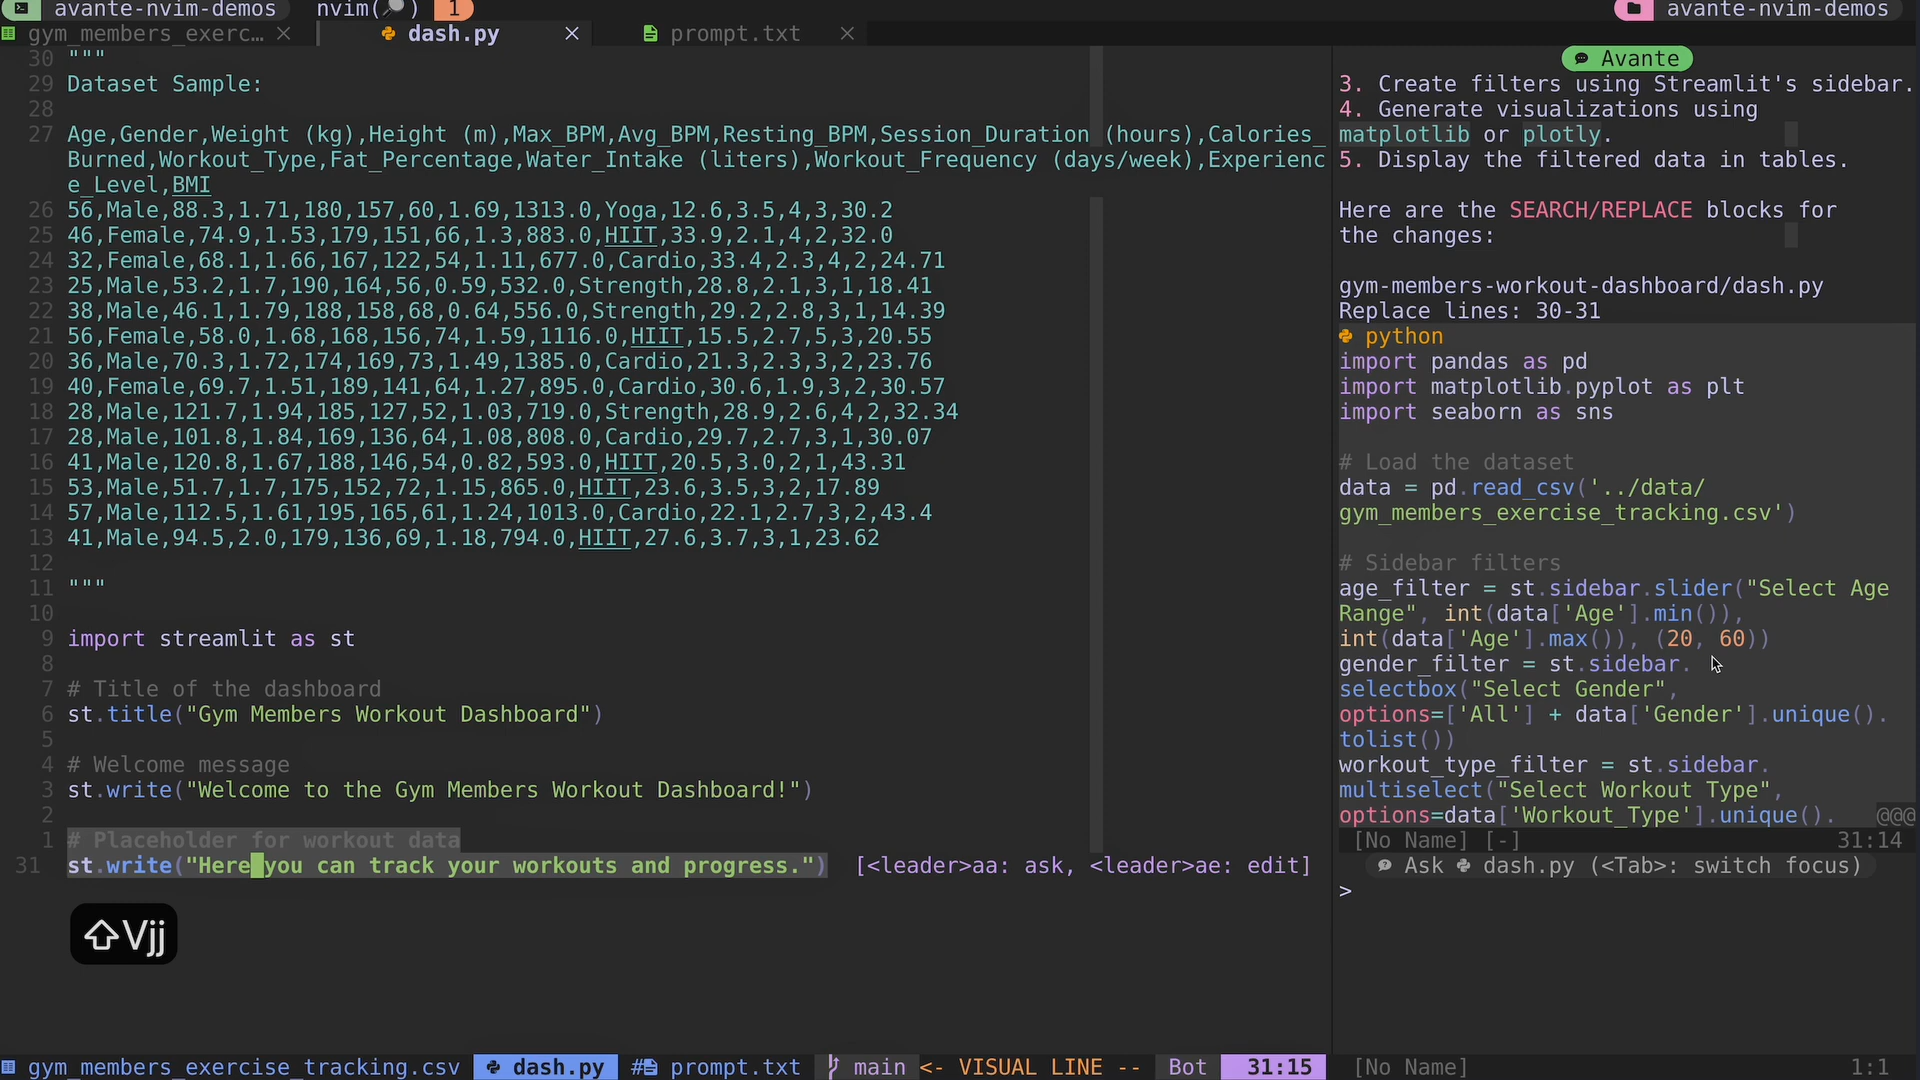 avante-nvim-demos nvim( ) 1 avante-nvim-demos
gym_members_exerc… × dash.py × prompt.txt ×
30 """
29 Dataset Sample:
28
27 Age,Gender,Weight (kg),Height (m),Max_BPM,Avg_BPM,Resting_BPM,Session_Duration (hours),Calories_
Burned,Workout_Type,Fat_Percentage,Water_Intake (liters),Workout_Frequency (days/week),Experienc
e_Level,BMI
26 56,Male,88.3,1.71,180,157,60,1.69,1313.0,Yoga,12.6,3.5,4,3,30.2
25 46,Female,74.9,1.53,179,151,66,1.3,883.0,HIIT,33.9,2.1,4,2,32.0
24 32,Female,68.1,1.66,167,122,54,1.11,677.0,Cardio,33.4,2.3,4,2,24.71
23 25,Male,53.2,1.7,190,164,56,0.59,532.0,Strength,28.8,2.1,3,1,18.41
22 38,Male,46.1,1.79,188,158,68,0.64,556.0,Strength,29.2,2.8,3,1,14.39
21 56,Female,58.0,1.68,168,156,74,1.59,1116.0,HIIT,15.5,2.7,5,3,20.55
20 36,Male,70.3,1.72,174,169,73,1.49,1385.0,Cardio,21.3,2.3,3,2,23.76
19 40,Female,69.7,1.51,189,141,64,1.27,895.0,Cardio,30.6,1.9,3,2,30.57
18 28,Male,121.7,1.94,185,127,52,1.03,719.0,Strength,28.9,2.6,4,2,32.34
17 28,Male,101.8,1.84,169,136,64,1.08,808.0,Cardio,29.7,2.7,3,1,30.07
16 41,Male,120.8,1.67,188,146,54,0.82,593.0,HIIT,20.5,3.0,2,1,43.31
15 53,Male,51.7,1.7,175,152,72,1.15,865.0,HIIT,23.6,3.5,3,2,17.89
14 57,Male,112.5,1.61,195,165,61,1.24,1013.0,Cardio,22.1,2.7,3,2,43.4
13 41,Male,94.5,2.0,179,136,69,1.18,794.0,HIIT,27.6,3.7,3,1,23.62
12
11 """
10
9 import streamlit as st
8
7 # Title of the dashboard
6 st.title("Gym Members Workout Dashboard")
5
4 # Welcome message
3 st.write("Welcome to the Gym Members Workout Dashboard!")
2
1 # Placeholder for workout data
31 st.write("Here you can track your workouts and progress.") [<leader>aa: ask, <leader>ae: edit]
⇧Vjj
gym_members_exercise_tracking.csv dash.py # prompt.txt main <- VISUAL LINE -- Bot 31:15
Avante
3. Create filters using Streamlit's sidebar.
4. Generate visualizations using
matplotlib or plotly.
5. Display the filtered data in tables.
Here are the SEARCH/REPLACE blocks for
the changes:
gym-members-workout-dashboard/dash.py
Replace lines: 30-31
python
import pandas as pd
import matplotlib.pyplot as plt
import seaborn as sns
# Load the dataset
data = pd.read_csv('../data/
gym_members_exercise_tracking.csv')
# Sidebar filters
age_filter = st.sidebar.slider("Select Age
Range", int(data['Age'].min()),
int(data['Age'].max()), (20, 60))
gender_filter = st.sidebar.
selectbox("Select Gender",
options=['All'] + data['Gender'].unique().
tolist())
workout_type_filter = st.sidebar.
multiselect("Select Workout Type",
options=data['Workout_Type'].unique(). @@@
[No Name] [-] 31:14
Ask dash.py (<Tab>: switch focus)
>
[No Name] 1:1